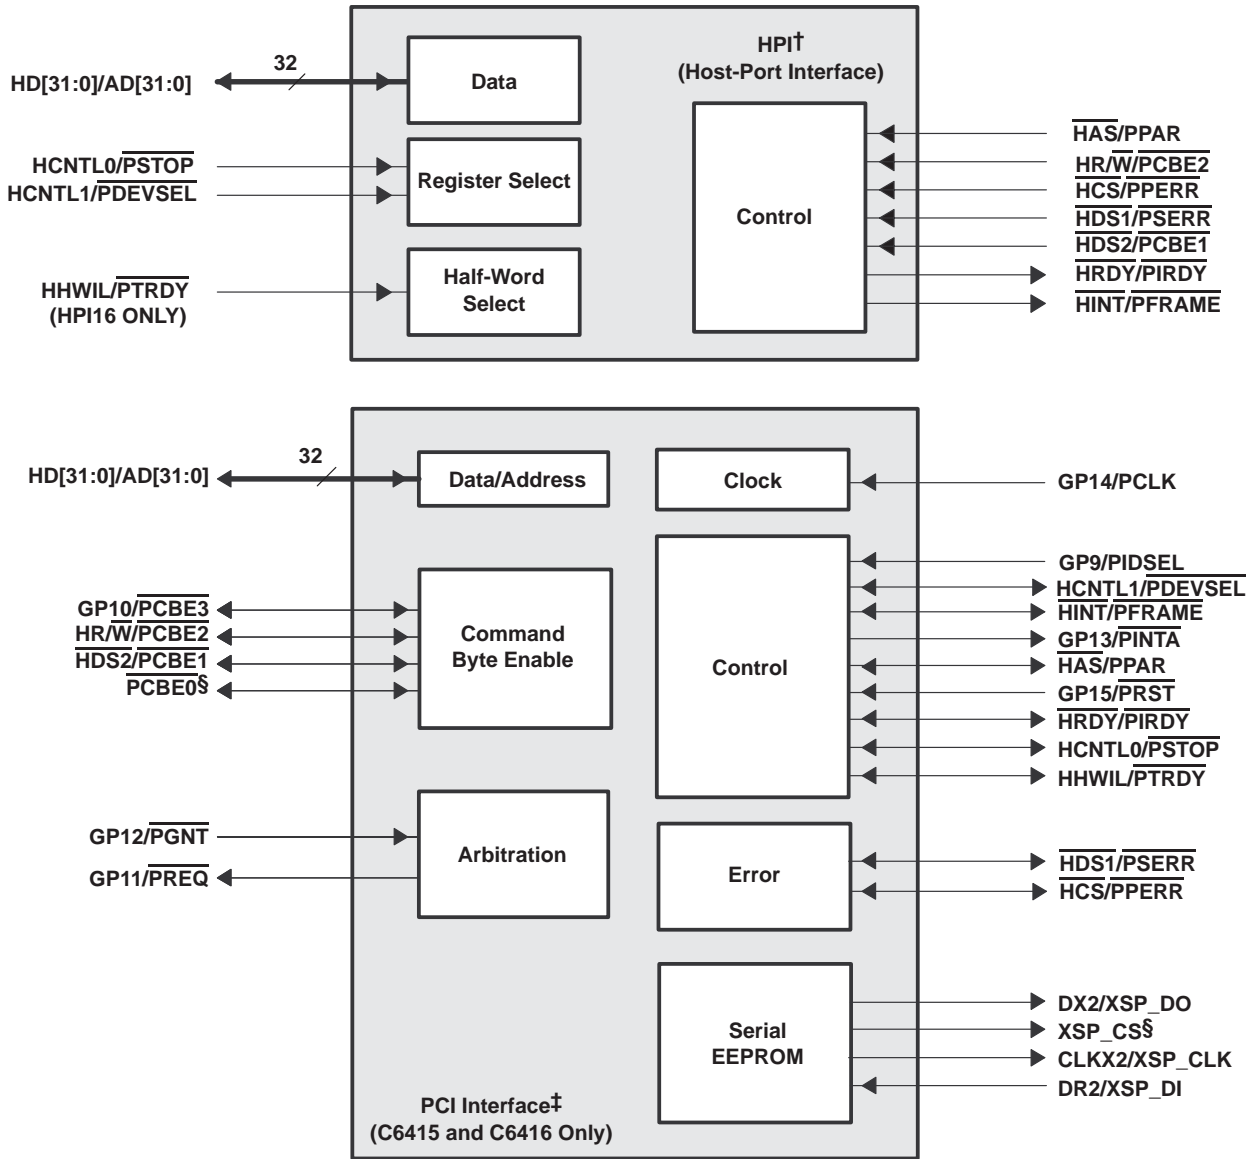 HPI†
(Host-Port Interface)
32
HD[31:0]/AD[31:0]
Data
HCNTL0/PSTOP
HCNTL1/PDEVSEL
Register Select
HHWIL/PTRDY
(HPI16 ONLY)
Half-Word
Select
Control
HAS/PPAR
HR/W/PCBE2
HCS/PPERR
HDS1/PSERR
HDS2/PCBE1
HRDY/PIRDY
HINT/PFRAME
32
HD[31:0]/AD[31:0]
Data/Address
Clock
GP14/PCLK
GP10/PCBE3
HR/W/PCBE2
HDS2/PCBE1
PCBE0§
Command
Byte Enable
Control
GP9/PIDSEL
HCNTL1/PDEVSEL
HINT/PFRAME
GP13/PINTA
HAS/PPAR
GP15/PRST
HRDY/PIRDY
HCNTL0/PSTOP
HHWIL/PTRDY
GP12/PGNT
GP11/PREQ
Arbitration
Error
HDS1/PSERR
HCS/PPERR
Serial
EEPROM
DX2/XSP_DO
XSP_CS§
CLKX2/XSP_CLK
DR2/XSP_DI
PCI Interface‡
(C6415 and C6416 Only)